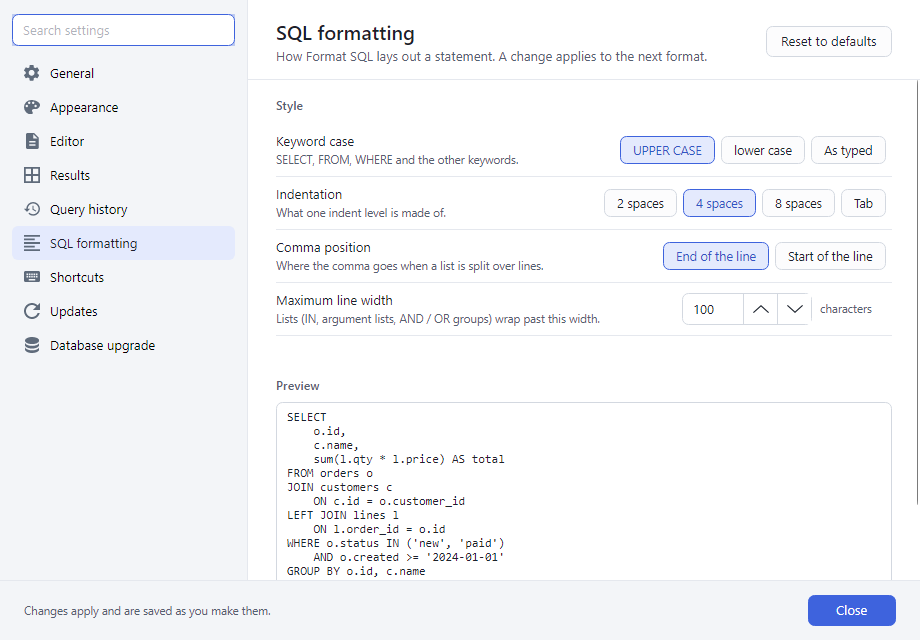 Search settings
General
Appearance
Editor
Results
Query history
SQL formatting
Shortcuts
Updates
Database upgrade
SQL formatting
How Format SQL lays out a statement. A change applies to the next format.
Reset to defaults
Style
Keyword case
SELECT, FROM, WHERE and the other keywords.
UPPER CASE lower case As typed
Indentation
What one indent level is made of.
2 spaces 4 spaces 8 spaces Tab
Comma position
Where the comma goes when a list is split over lines.
End of the line Start of the line
Maximum line width
Lists (IN, argument lists, AND / OR groups) wrap past this width.
100 characters
Preview
SELECT
    o.id,
    c.name,
    sum(l.qty * l.price) AS total
FROM orders o
JOIN customers c
    ON c.id = o.customer_id
LEFT JOIN lines l
    ON l.order_id = o.id
WHERE o.status IN ('new', 'paid')
    AND o.created >= '2024-01-01'
GROUP BY o.id, c.name
Changes apply and are saved as you make them.
Close